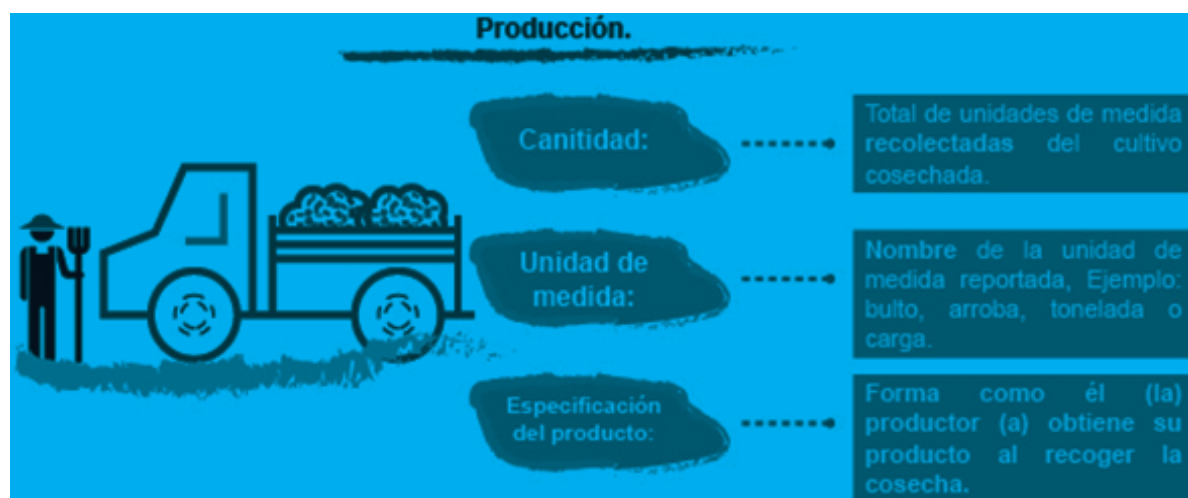 Producción.
Canitidad:
Total de unidades de medida
recolectadas del cultivo
cosechada.
Unidad de
medida:
Nombre de la unidad de
medida reportada, Ejemplo:
bulto, arroba, tonelada o
carga.
Especificación
del producto:
Forma como él (la)
productor (a) obtiene su
producto al recoger la
cosecha.